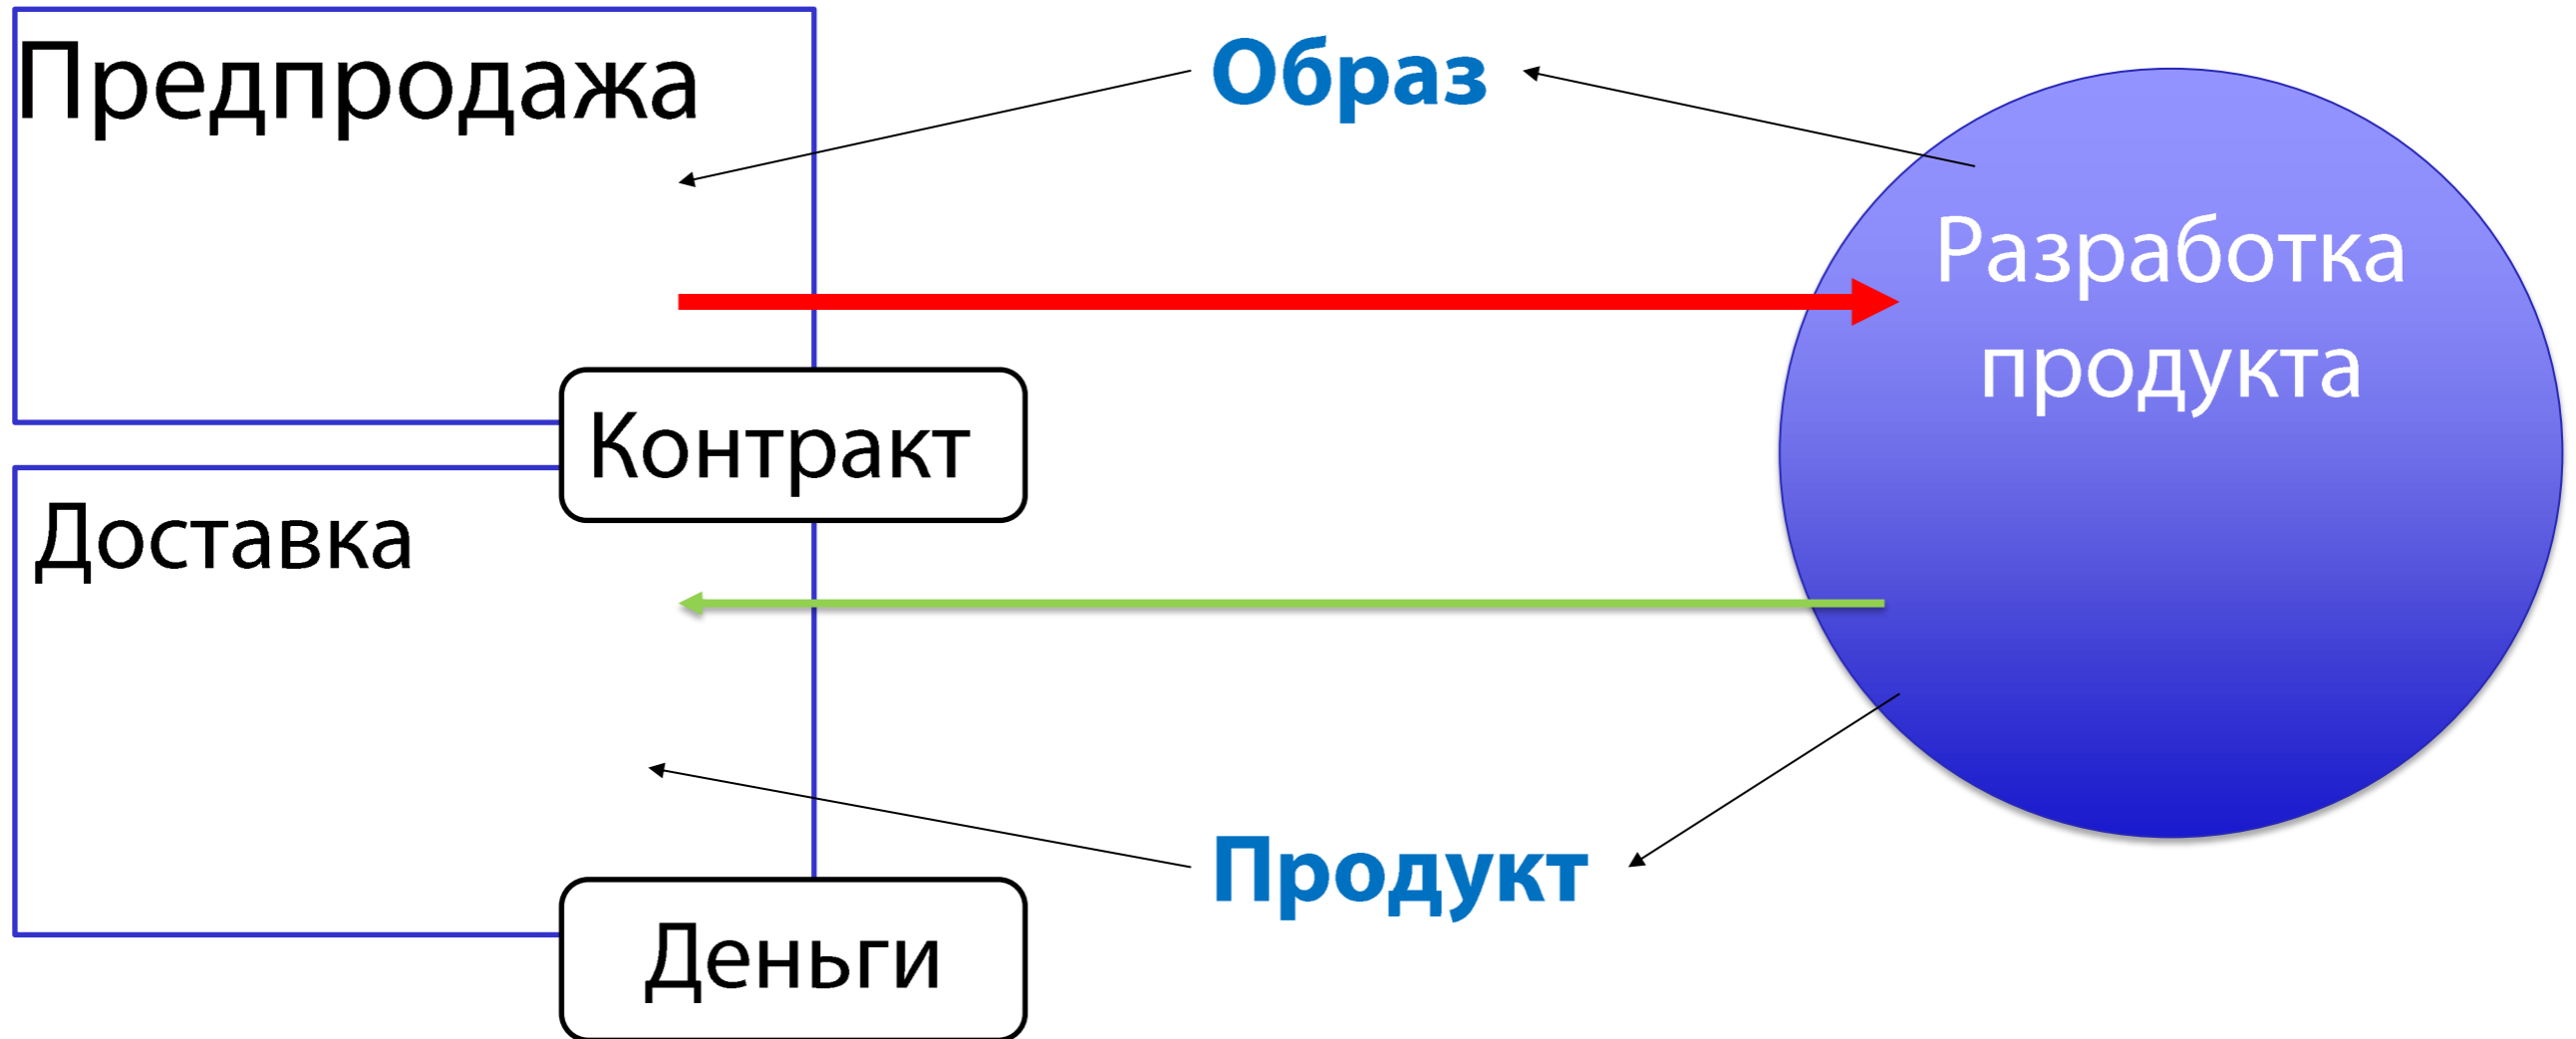 Предпродажа
Образ
Разработка
продукта
Контракт
Доставка
Продукт
Деньги